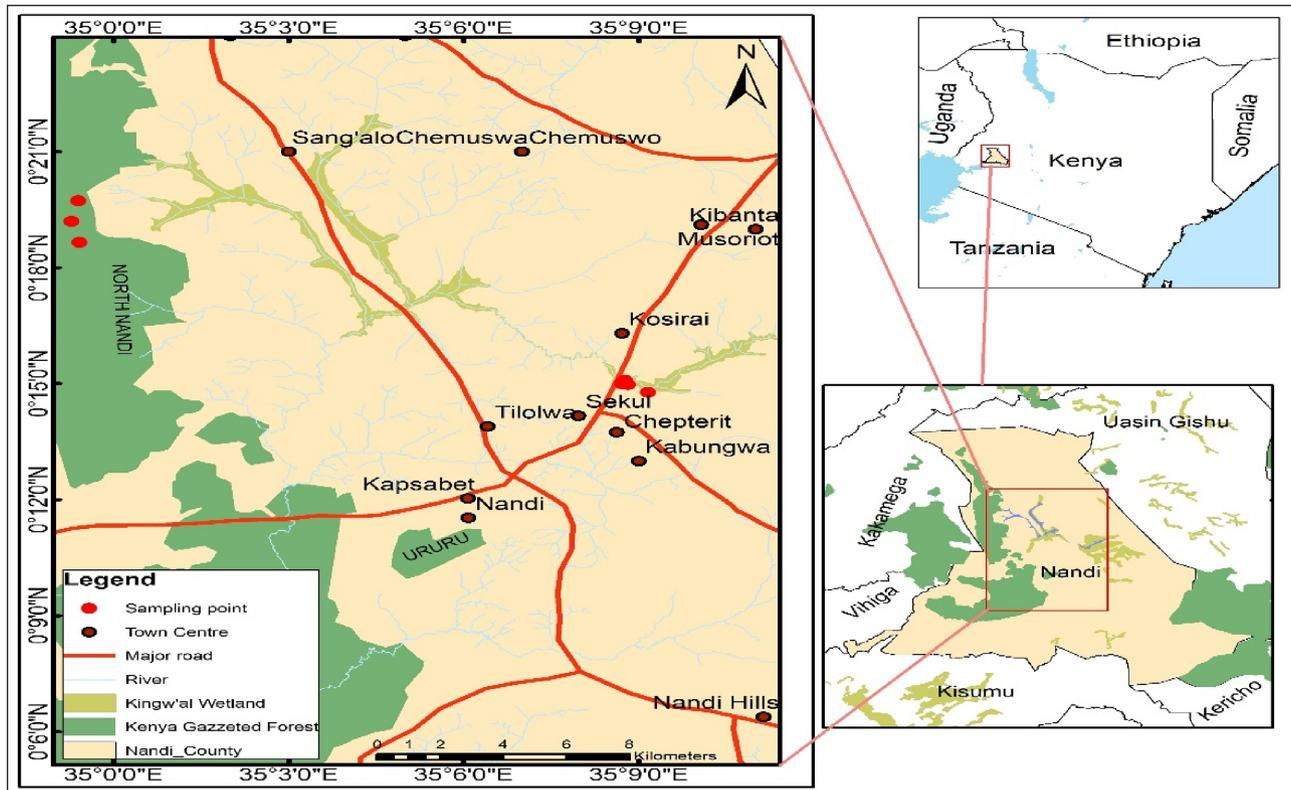 35°0'0"E 35°3'0"E 35°6'0"E 35°9'0"E
N
0°21'0"N
0°18'0"N
0°15'0"N
0°12'0"N
0°9'0"N
0°6'0"N
Sang'alo
Chemuswa
Chemuswo
Kibanta
Musoriot
NORTH NANDI
Kosirai
Sekul
Tilolwa
Chepterit
Kabungwa
Kapsabet
Nandi
URURU
Nandi Hills
Legend
Sampling point
Town Centre
Major road
River
Kingw'al Wetland
Kenya Gazzeted Forest
Nandi_County
0 1 2 4 6 8
Kilometers
35°0'0"E 35°3'0"E 35°6'0"E 35°9'0"E
Ethiopia
Uganda
Somalia
Kenya
Tanzania
Uasin Gishu
Kakamega
Nandi
Vihiga
Kisumu
Kericho